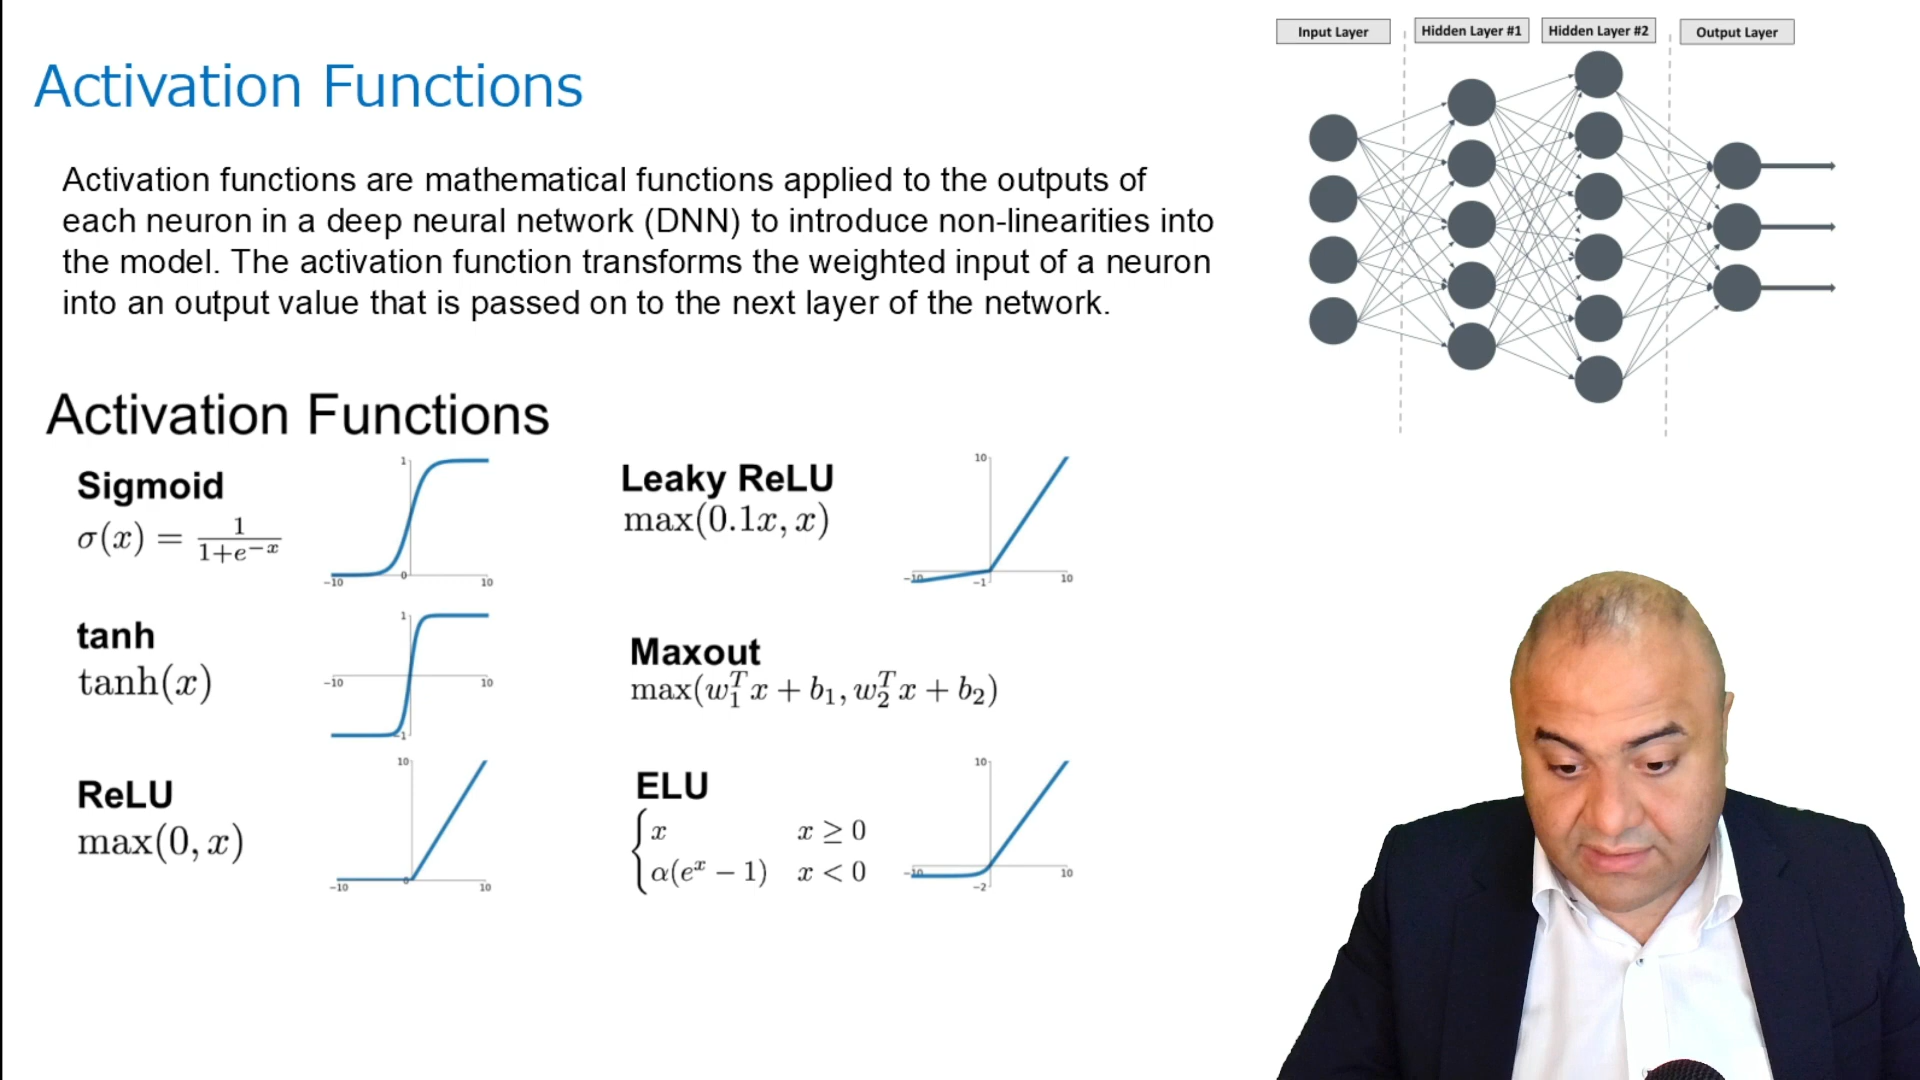 Activation Functions
Input Layer
Hidden Layer #1
Hidden Layer #2
Output Layer
Activation functions are mathematical functions applied to the outputs of
each neuron in a deep neural network (DNN) to introduce non-linearities into
the model. The activation function transforms the weighted input of a neuron
into an output value that is passed on to the next layer of the network.
Activation Functions
Sigmoid
σ(x) = 1/(1+e^−x)
1
0
−10
10
tanh
tanh(x)
1
−10
10
−1
ReLU
max(0, x)
10
0
−10
10
Leaky ReLU
max(0.1x, x)
10
−10
−1
10
Maxout
max(w₁ᵀx + b₁, w₂ᵀx + b₂)
ELU
x x ≥ 0
α(eˣ − 1) x < 0
10
−10
−2
10